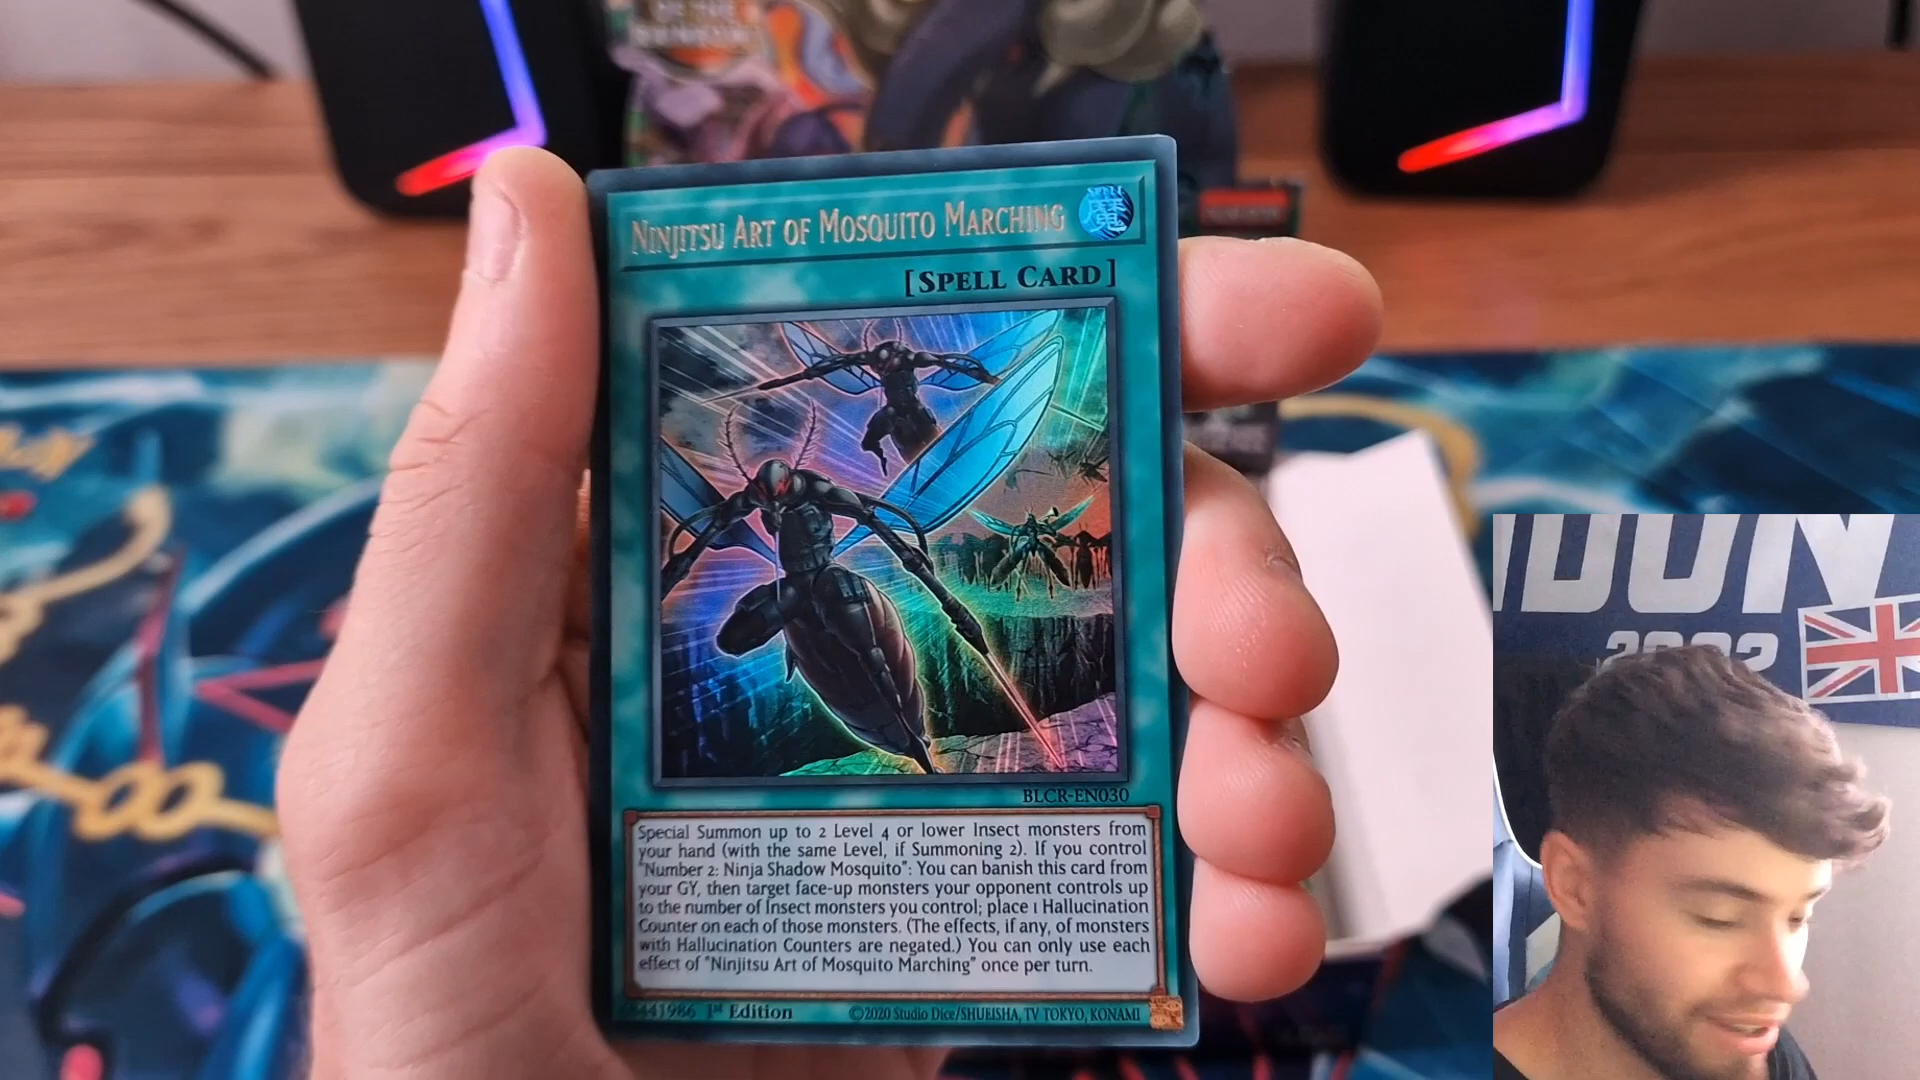 OF THE
NINJITSU ART OF MOSQUITO MARCHING
魔
[SPELL CARD]
BLCR-EN030
Special Summon up to 2 Level 4 or lower Insect monsters from
your hand (with the same Level, if Summoning 2). If you control
"Number 2: Ninja Shadow Mosquito": You can banish this card from
your GY, then target face-up monsters your opponent controls up
to the number of Insect monsters you control; place 1 Hallucination
Counter on each of those monsters. (The effects, if any, of monsters
with Hallucination Counters are negated.) You can only use each
effect of "Ninjitsu Art of Mosquito Marching" once per turn.
1st Edition
©2020 Studio Dice/SHUEISHA, TV TOKYO, KONAMI